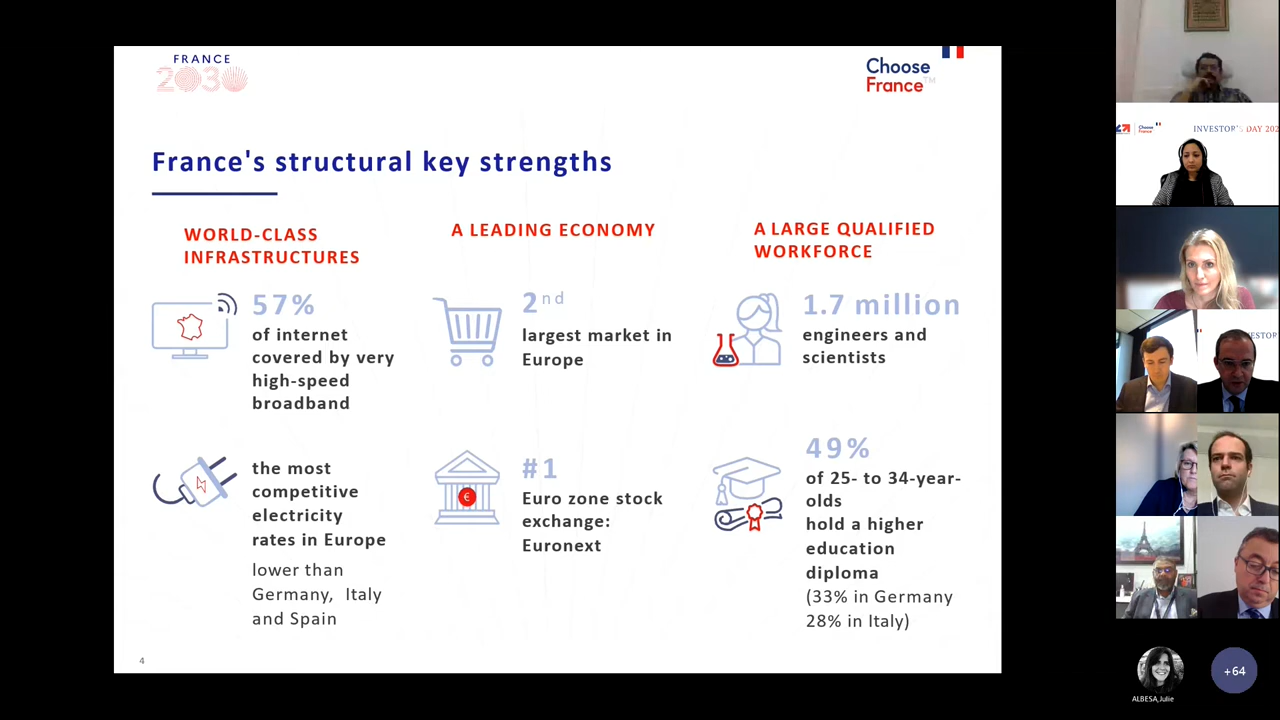 FRANCE
2030
Choose
France™
France's structural key strengths
WORLD-CLASS
INFRASTRUCTURES
57%
of internet
covered by very
high-speed
broadband
the most
competitive
electricity
rates in Europe
lower than
Germany, Italy
and Spain
A LEADING ECONOMY
2nd
largest market in
Europe
€
#1
Euro zone stock
exchange:
Euronext
A LARGE QUALIFIED
WORKFORCE
1.7 million
engineers and
scientists
49%
of 25- to 34-year-
olds
hold a higher
education
diploma
(33% in Germany
28% in Italy)
4
Choose
France
INVESTOR'S DAY 202
ESTOR
ALBESA,Julie
+64